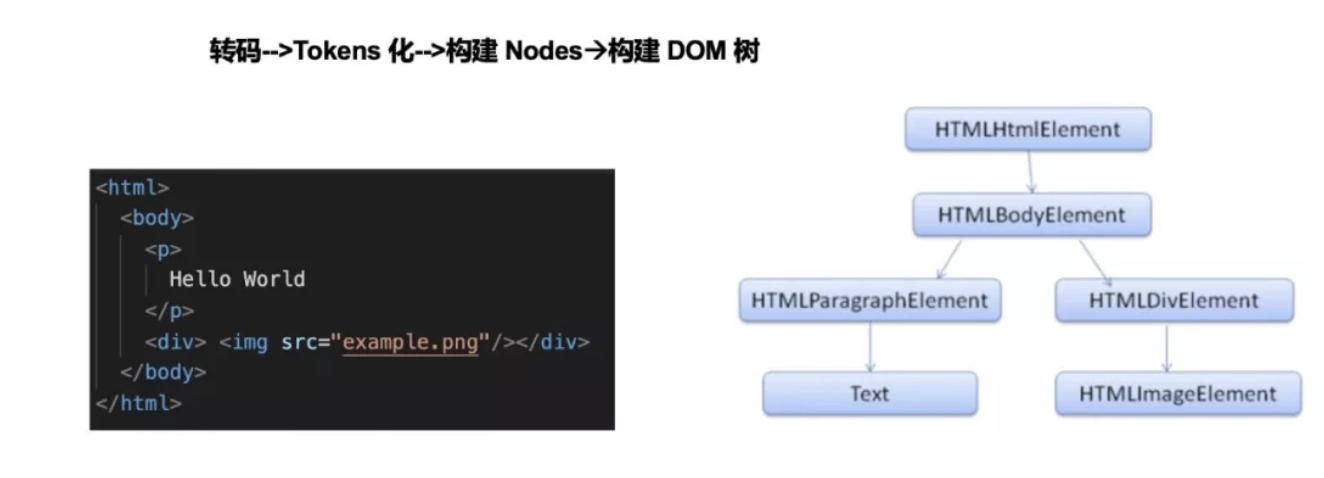 转码-->Tokens 化-->构建 Nodes→构建 DOM 树
<html>
<body>
<p>
Hello World
</p>
<div> <img src="example.png"/></div>
</body>
</html>
HTMLHtmlElement
HTMLBodyElement
HTMLParagraphElement
HTMLDivElement
Text
HTMLImageElement